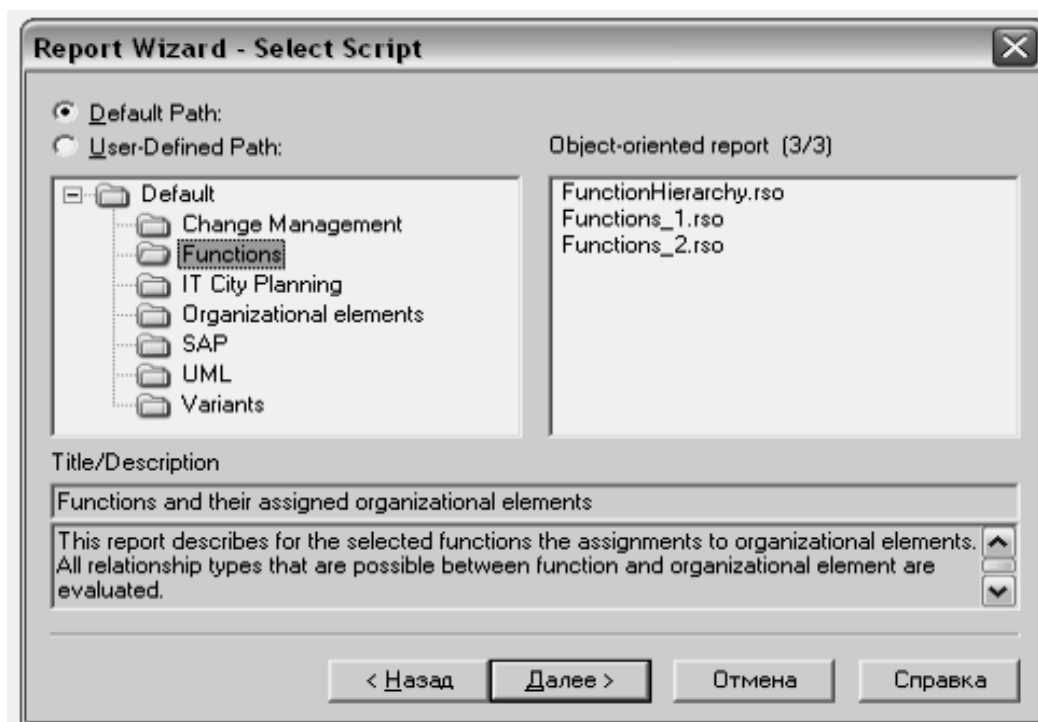 Report Wizard - Select Script
Default Path:
User-Defined Path:
Object-oriented report (3/3)
Default
Change Management
Functions
IT City Planning
Organizational elements
SAP
UML
Variants
FunctionHierarchy.rso
Functions_1.rso
Functions_2.rso
Title/Description
Functions and their assigned organizational elements
This report describes for the selected functions the assignments to organizational elements.
All relationship types that are possible between function and organizational element are
evaluated.
< Назад
Далее >
Отмена
Справка